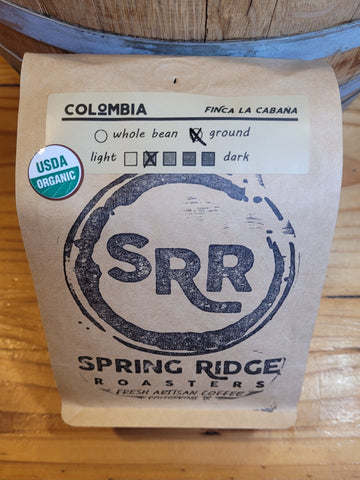 COLOMBIA FINCA LA CABAÑA
whole bean ground
light dark
USDA
ORGANIC
SRR
SPRING RIDGE
ROASTERS
FRESH ARTISAN COFFEE